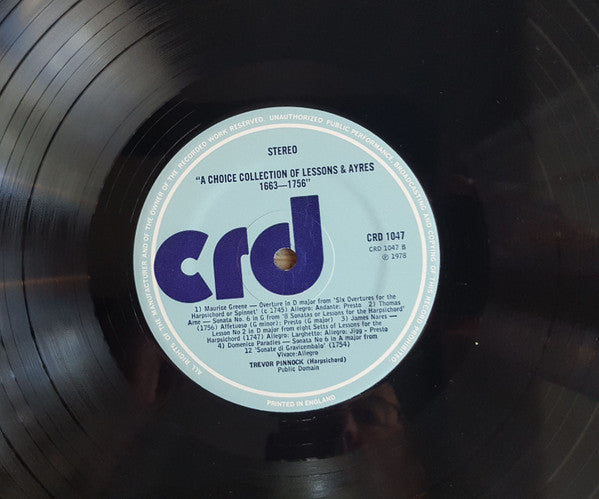 ALL RIGHTS OF THE MANUFACTURER AND OF THE OWNER OF THE RECORDED WORK RESERVED. UNAUTHORIZED PUBLIC PERFORMANCE, BROADCASTING AND COPYING OF THIS RECORD PROHIBITED
STEREO
"A CHOICE COLLECTION OF LESSONS & AYRES
1663—1756"
crd
CRD 1047
CRD 1047 B
℗ 1978
1) Maurice Greene — Overture in D major from 'Six Overtures for the
Harpsichord or Spinnet' (c 1745) Allegro: Andante: Presto 2) Thomas
Arne — Sonata No. 6 in G from '8 Sonatas or Lessons for the Harpsichord'
(1756) Affetuoso (G minor): Presto (G major) 3) James Nares —
Lesson No 2 in D major from eight Setts of Lessons for the
Harpsichord (1747) Allegro: Larghetto: Allegro: Jigg - Presto
4) Domenico Paradies — Sonata No 6 in A major from
12 'Sonate di Gravicembalo' (1754)
Vivace:Allegro
TREVOR PINNOCK (Harpsichord)
Public Domain
PRINTED IN ENGLAND